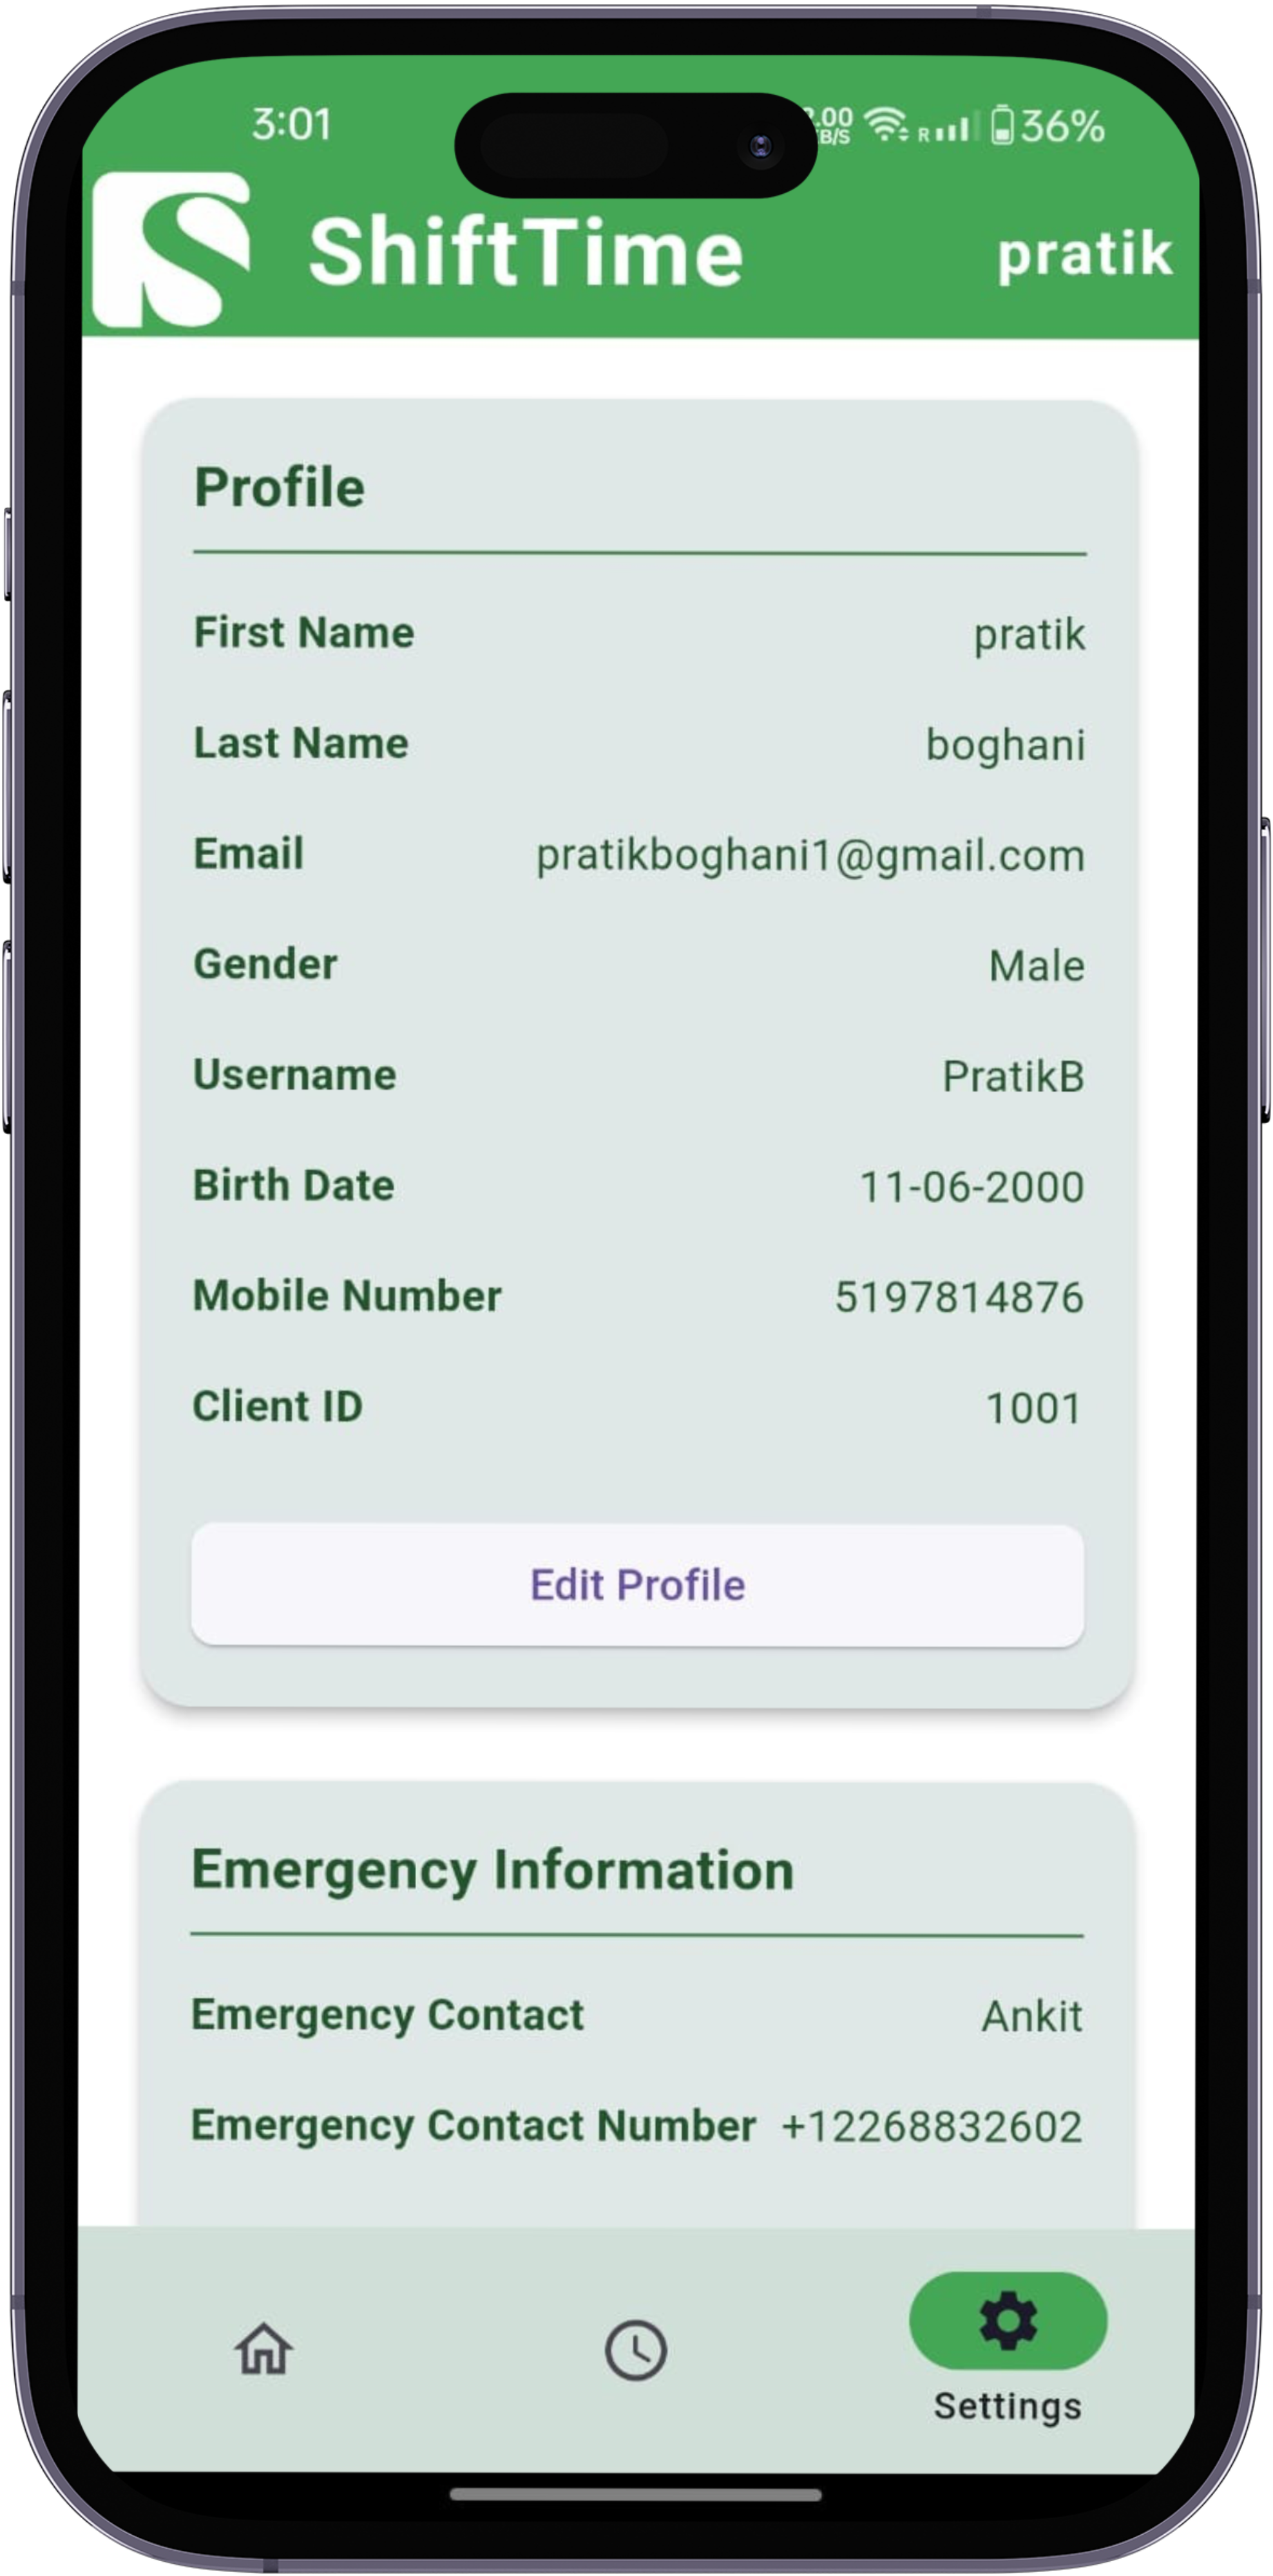 3:01
.00
B/S
R
36%
ShiftTime
pratik
Profile
First Name pratik
Last Name boghani
Email pratikboghani1@gmail.com
Gender Male
Username PratikB
Birth Date 11-06-2000
Mobile Number 5197814876
Client ID 1001
Edit Profile
Emergency Information
Emergency Contact Ankit
Emergency Contact Number +12268832602
Settings